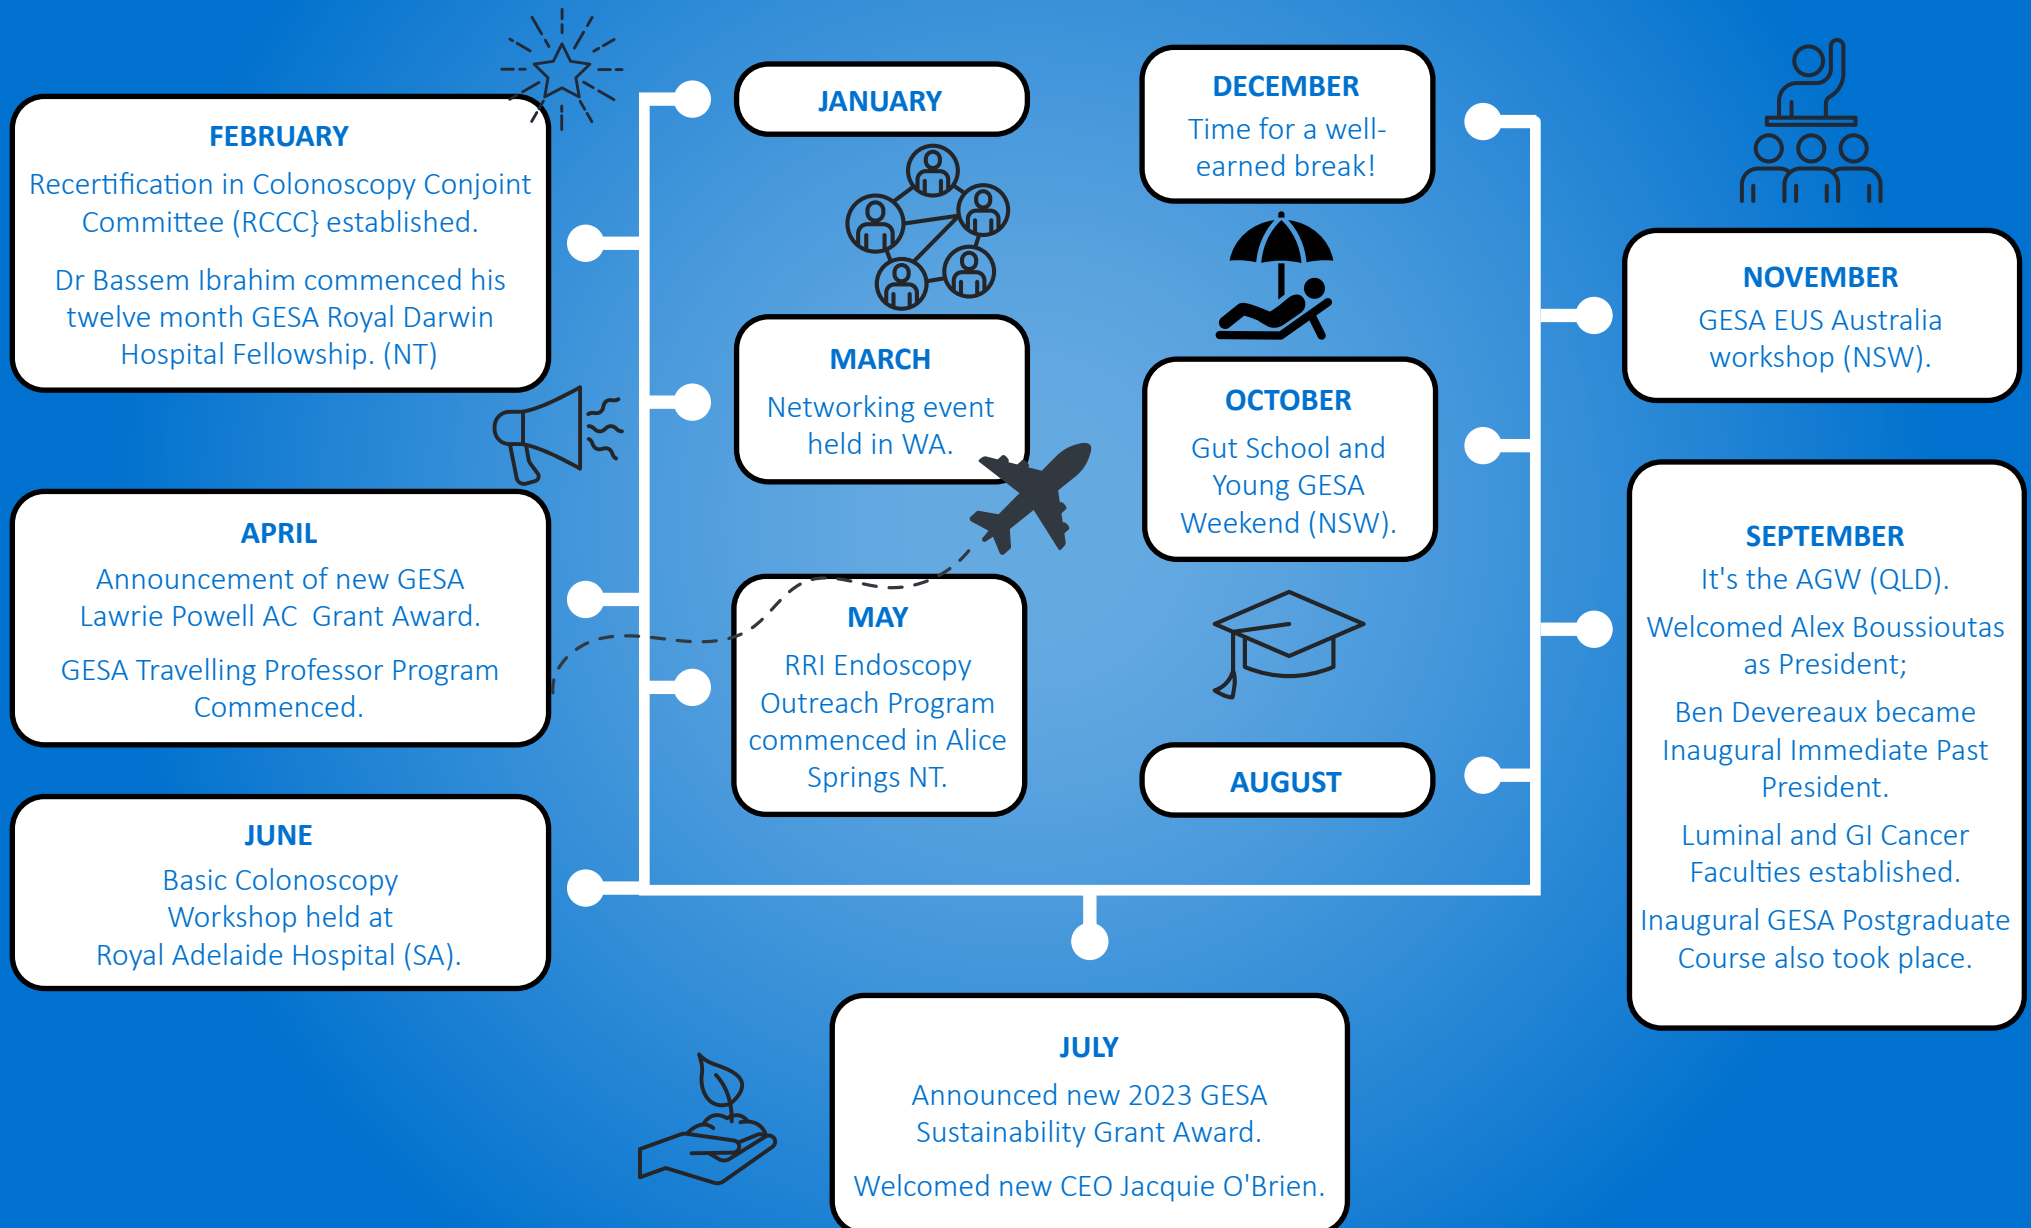 JANUARY
FEBRUARY
Recertification in Colonoscopy Conjoint
Committee (RCCC} established.
Dr Bassem Ibrahim commenced his
twelve month GESA Royal Darwin
Hospital Fellowship. (NT)
MARCH
Networking event
held in WA.
APRIL
Announcement of new GESA
Lawrie Powell AC  Grant Award.
GESA Travelling Professor Program
Commenced.
MAY
RRI Endoscopy
Outreach Program
commenced in Alice
Springs NT.
JUNE
Basic Colonoscopy
Workshop held at
Royal Adelaide Hospital (SA).
JULY
Announced new 2023 GESA
Sustainability Grant Award.
Welcomed new CEO Jacquie O'Brien.
AUGUST
SEPTEMBER
It's the AGW (QLD).
Welcomed Alex Boussioutas
as President;
Ben Devereaux became
Inaugural Immediate Past
President.
Luminal and GI Cancer
Faculties established.
Inaugural GESA Postgraduate
Course also took place.
OCTOBER
Gut School and
Young GESA
Weekend (NSW).
NOVEMBER
GESA EUS Australia
workshop (NSW).
DECEMBER
Time for a well-
earned break!